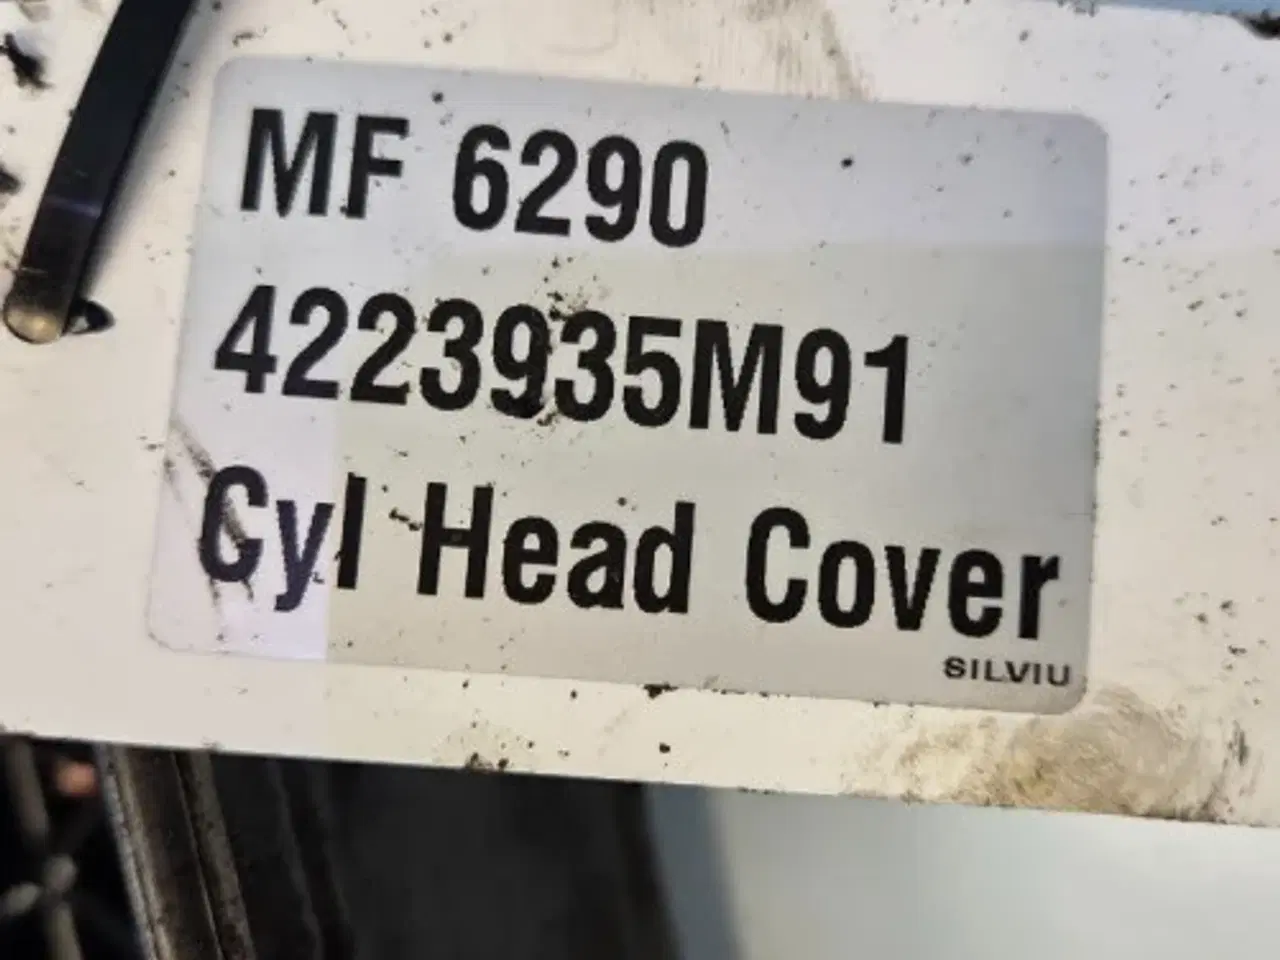 MF 6290
4223935M91
Cyl Head Cover
SILVIU